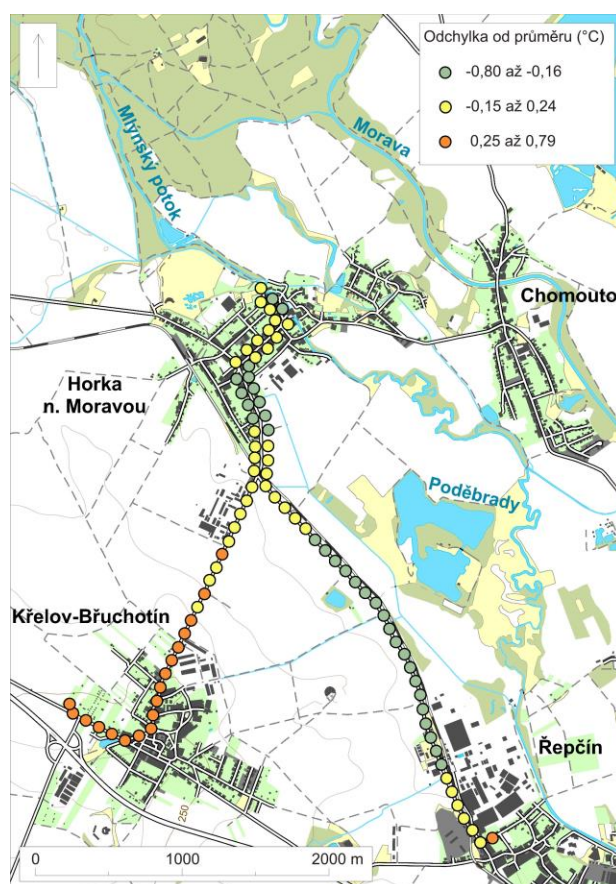 Odchylka od průměru (°C)
-0,80 až -0,16
-0,15 až 0,24
0,25 až 0,79
Morava
Mlýnský potok
Chomouto
Horka
n. Moravou
Poděbrady
Křelov-Břuchotín
Řepčín
250
0 1000 2000 m